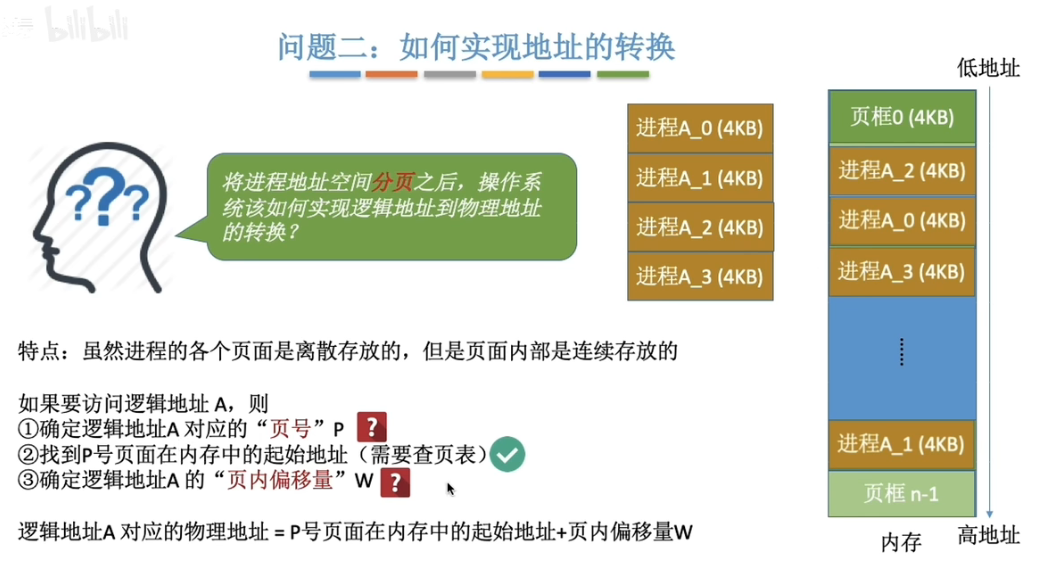 bilibili
问题二：如何实现地址的转换
将进程地址空间分页之后，操作系
统该如何实现逻辑地址到物理地址
的转换？
特点：虽然进程的各个页面是离散存放的，但是页面内部是连续存放的
如果要访问逻辑地址 A，则
①确定逻辑地址A 对应的“页号”P ?
②找到P号页面在内存中的起始地址（需要查页表）
③确定逻辑地址A 的“页内偏移量”W ?
逻辑地址A 对应的物理地址 = P号页面在内存中的起始地址+页内偏移量W
进程A_0 (4KB)
进程A_1 (4KB)
进程A_2 (4KB)
进程A_3 (4KB)
低地址
页框0 (4KB)
进程A_2 (4KB)
进程A_0 (4KB)
进程A_3 (4KB)
......
进程A_1 (4KB)
页框 n-1
内存
高地址
???